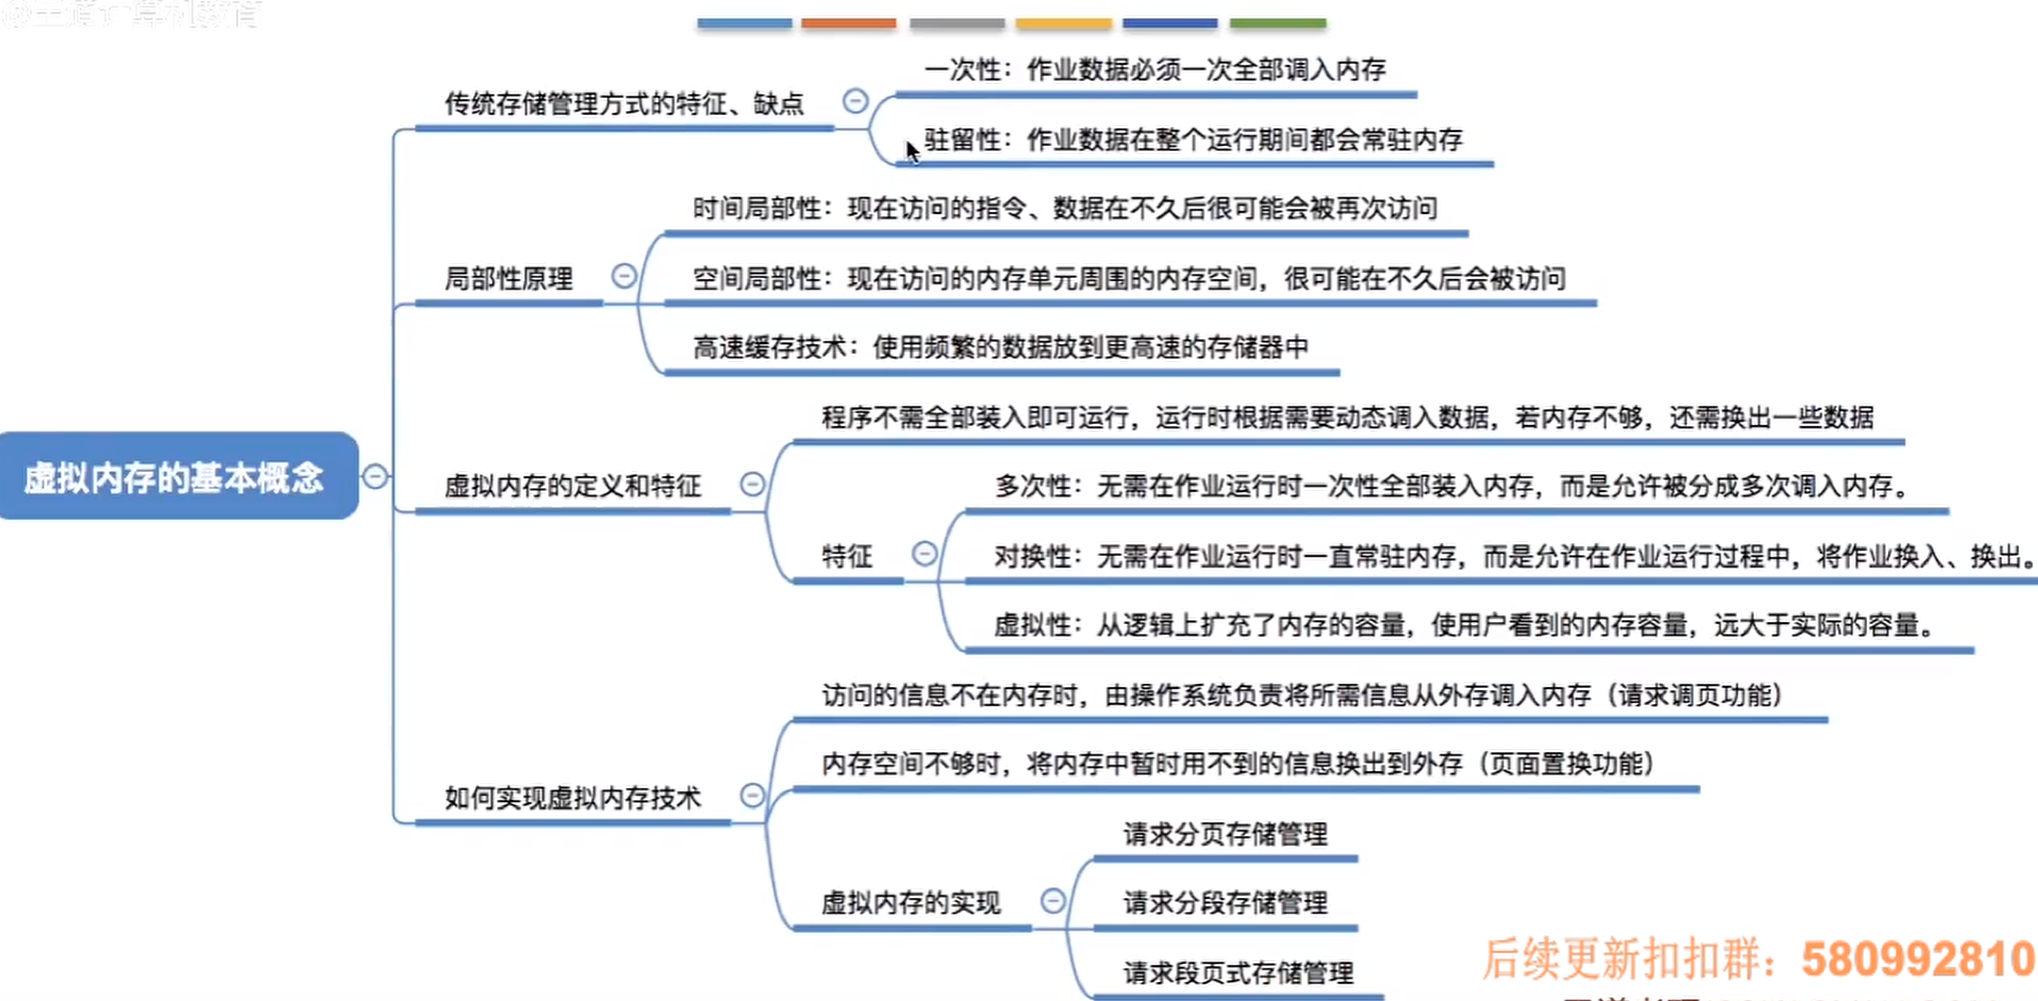 传统存储管理方式的特征、缺点
一次性：作业数据必须一次全部调入内存
驻留性：作业数据在整个运行期间都会常驻内存
局部性原理
时间局部性：现在访问的指令、数据在不久后很可能会被再次访问
空间局部性：现在访问的内存单元周围的内存空间，很可能在不久后会被访问
高速缓存技术：使用频繁的数据放到更高速的存储器中
虚拟内存的基本概念
虚拟内存的定义和特征
程序不需全部装入即可运行，运行时根据需要动态调入数据，若内存不够，还需换出一些数据
特征
多次性：无需在作业运行时一次性全部装入内存，而是允许被分成多次调入内存。
对换性：无需在作业运行时一直常驻内存，而是允许在作业运行过程中，将作业换入、换出。
虚拟性：从逻辑上扩充了内存的容量，使用户看到的内存容量，远大于实际的容量。
如何实现虚拟内存技术
访问的信息不在内存时，由操作系统负责将所需信息从外存调入内存（请求调页功能）
内存空间不够时，将内存中暂时用不到的信息换出到外存（页面置换功能）
虚拟内存的实现
请求分页存储管理
请求分段存储管理
请求段页式存储管理
后续更新扣扣群：580992810